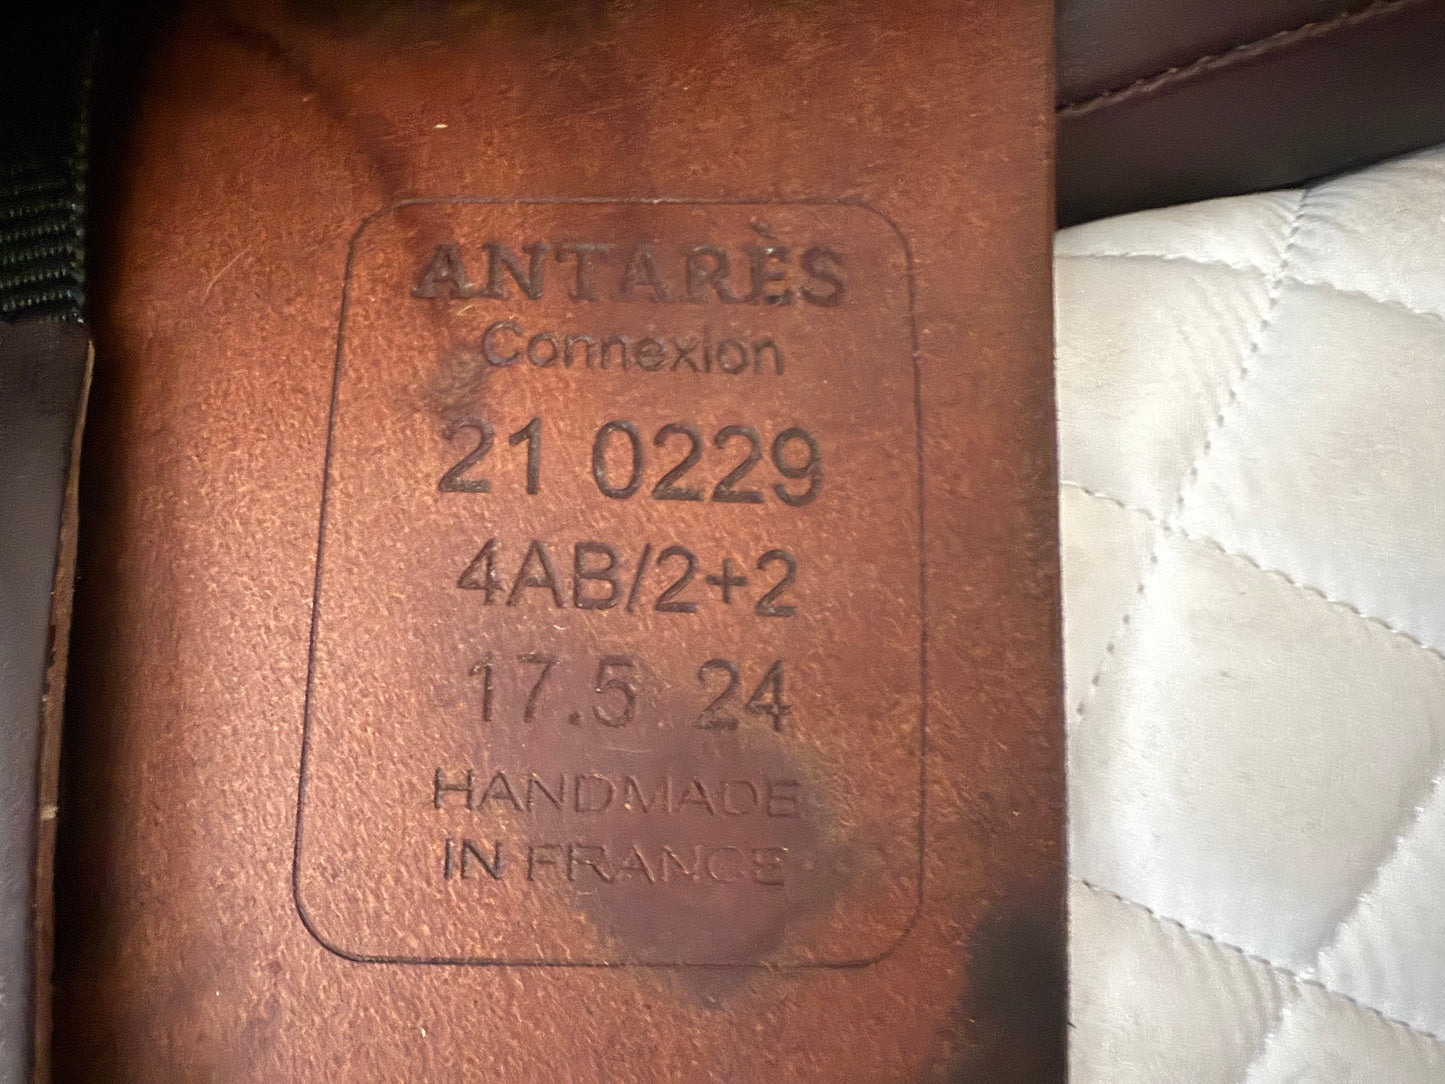 ANTARÈS
Connexion
21 0229
4AB/2+2
17.5 24
HANDMADE
IN FRANCE